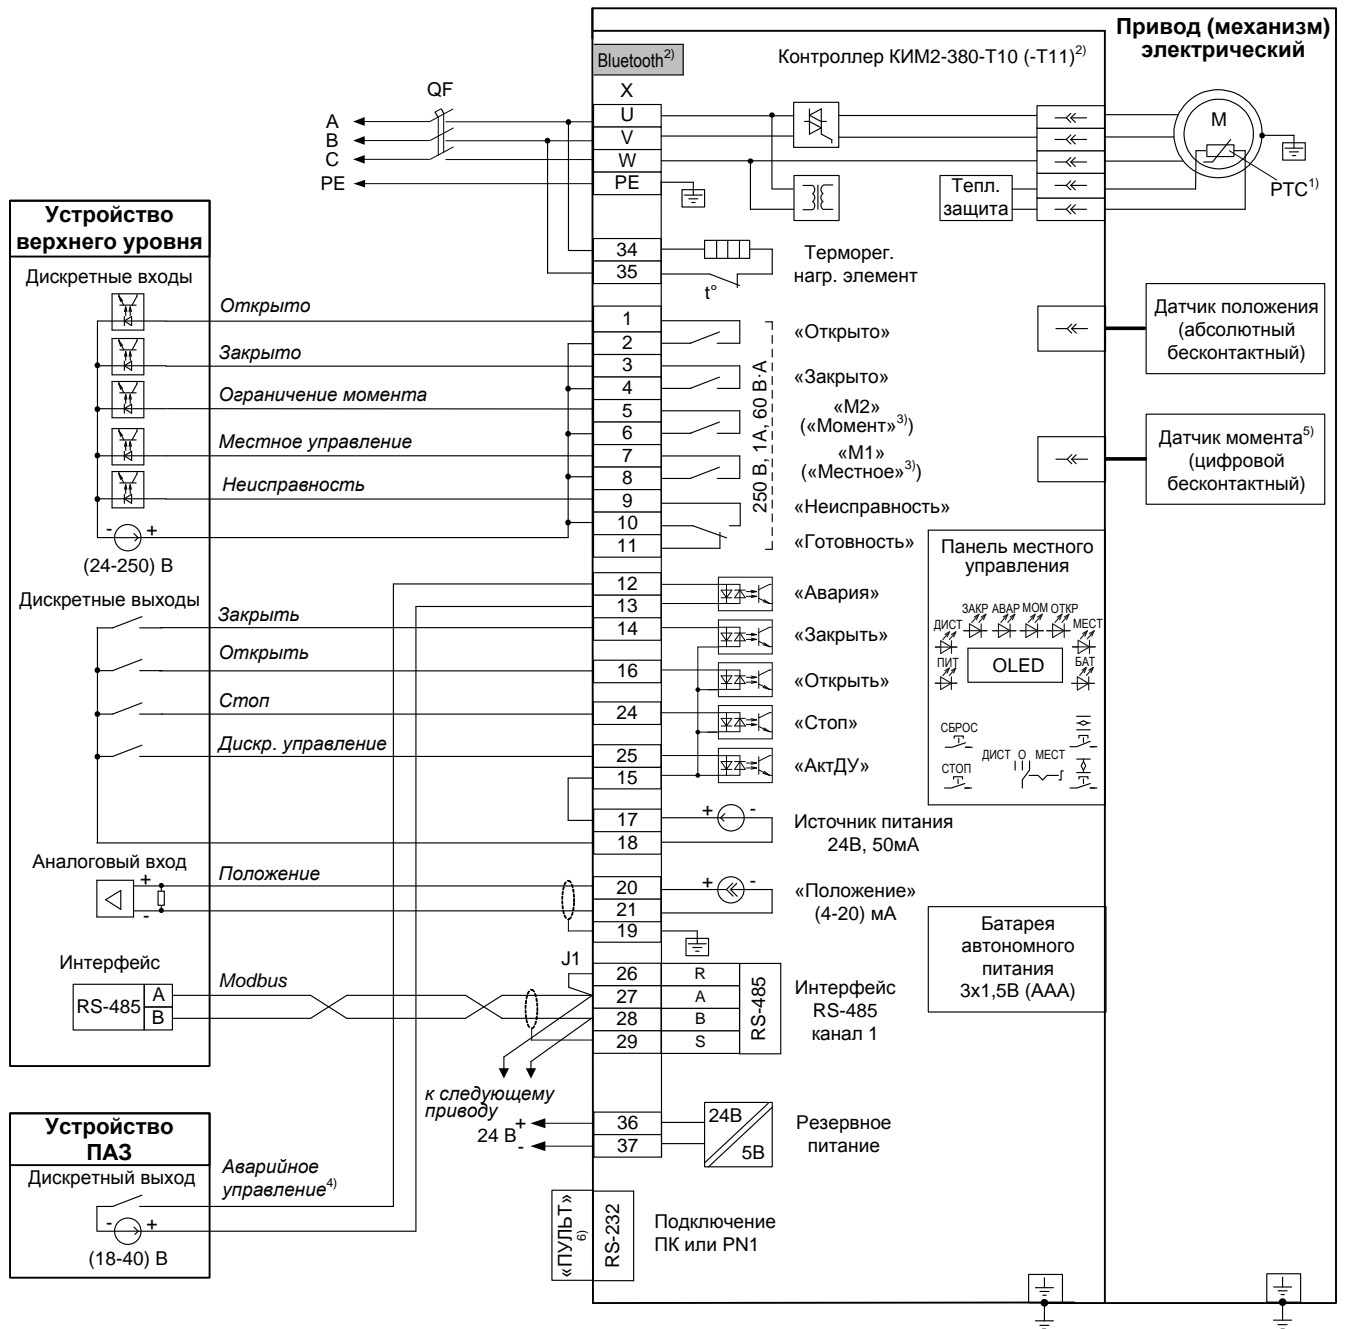 Привод (механизм)
электрический
Bluetooth2)
Контроллер КИМ2-380-Т10 (-Т11)2)
QF
X
A
B
C
PE
U
V
W
PE
M
PTC1)
Тепл.
защита
Устройство
верхнего уровня
Дискретные входы
34
35
t°
Терморег.
нагр. элемент
Открыто
Закрыто
Ограничение момента
Местное управление
Неисправность
- +
(24-250) В
1
2
3
4
5
6
7
8
9
10
11
250 В, 1А, 60 В·А
«Открыто»
«Закрыто»
«М2»
(«Момент»3))
«М1»
(«Местное»3))
«Неисправность»
«Готовность»
Датчик положения
(абсолютный
бесконтактный)
Датчик момента5)
(цифровой
бесконтактный)
Панель местного
управления
ЗАКР АВАР МОМ ОТКР
ДИСТ МЕСТ
ПИТ OLED БАТ
СБРОС
ДИСТ О МЕСТ
СТОП
Дискретные выходы
Закрыть
Открыть
Стоп
Дискр. управление
12
13
14
16
24
25
15
17
18
«Авария»
«Закрыть»
«Открыть»
«Стоп»
«АктДУ»
+ -
Источник питания
24В, 50мА
Аналоговый вход
+
-
Положение
20
21
19
+ -
«Положение»
(4-20) мА
Батарея
автономного
питания
3х1,5В (ААА)
Интерфейс
RS-485
A
B
Modbus
J1
26
27
28
29
R
A
B
S
RS-485
Интерфейс
RS-485
канал 1
к следующему
приводу
24 В
+
-
36
37
24В
5В
Резервное
питание
Устройство
ПАЗ
Дискретный выход
- +
(18-40) В
Аварийное
управление4)
«ПУЛЬТ»
6)
RS-232
Подключение
ПК или PN1